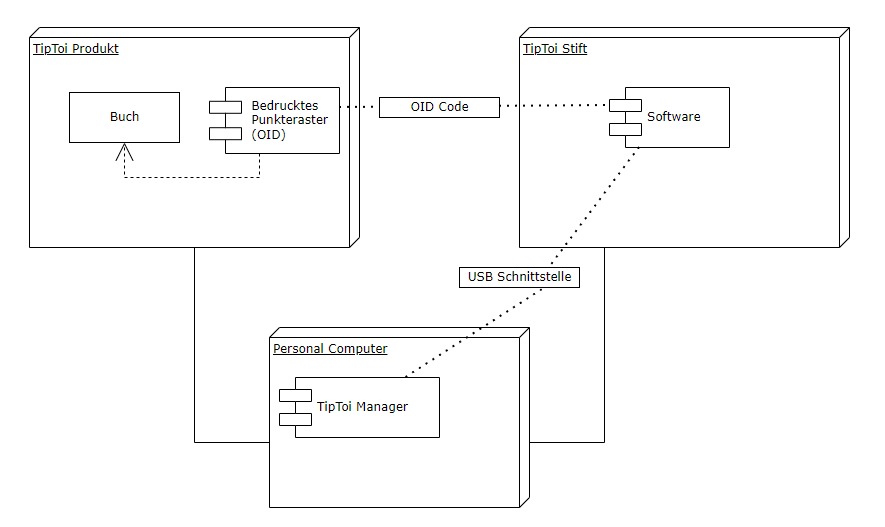 TipToi Produkt
Buch
Bedrucktes
Punkteraster
(OID)
OID Code
TipToi Stift
Software
USB Schnittstelle
Personal Computer
TipToi Manager